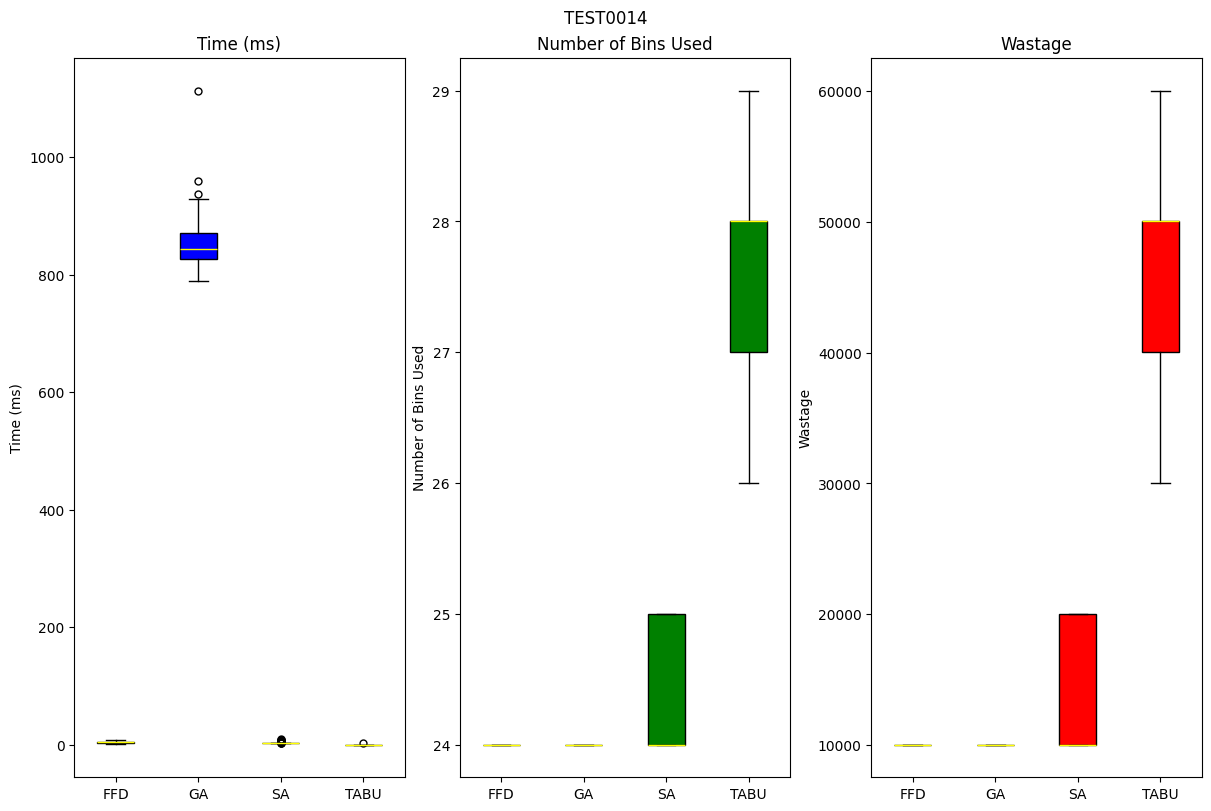 TEST0014
Time (ms)
Time (ms)
1000
800
600
400
200
0
FFD GA SA TABU
Number of Bins Used
Number of Bins Used
29
28
27
26
25
24
FFD GA SA TABU
Wastage
Wastage
60000
50000
40000
30000
20000
10000
FFD GA SA TABU